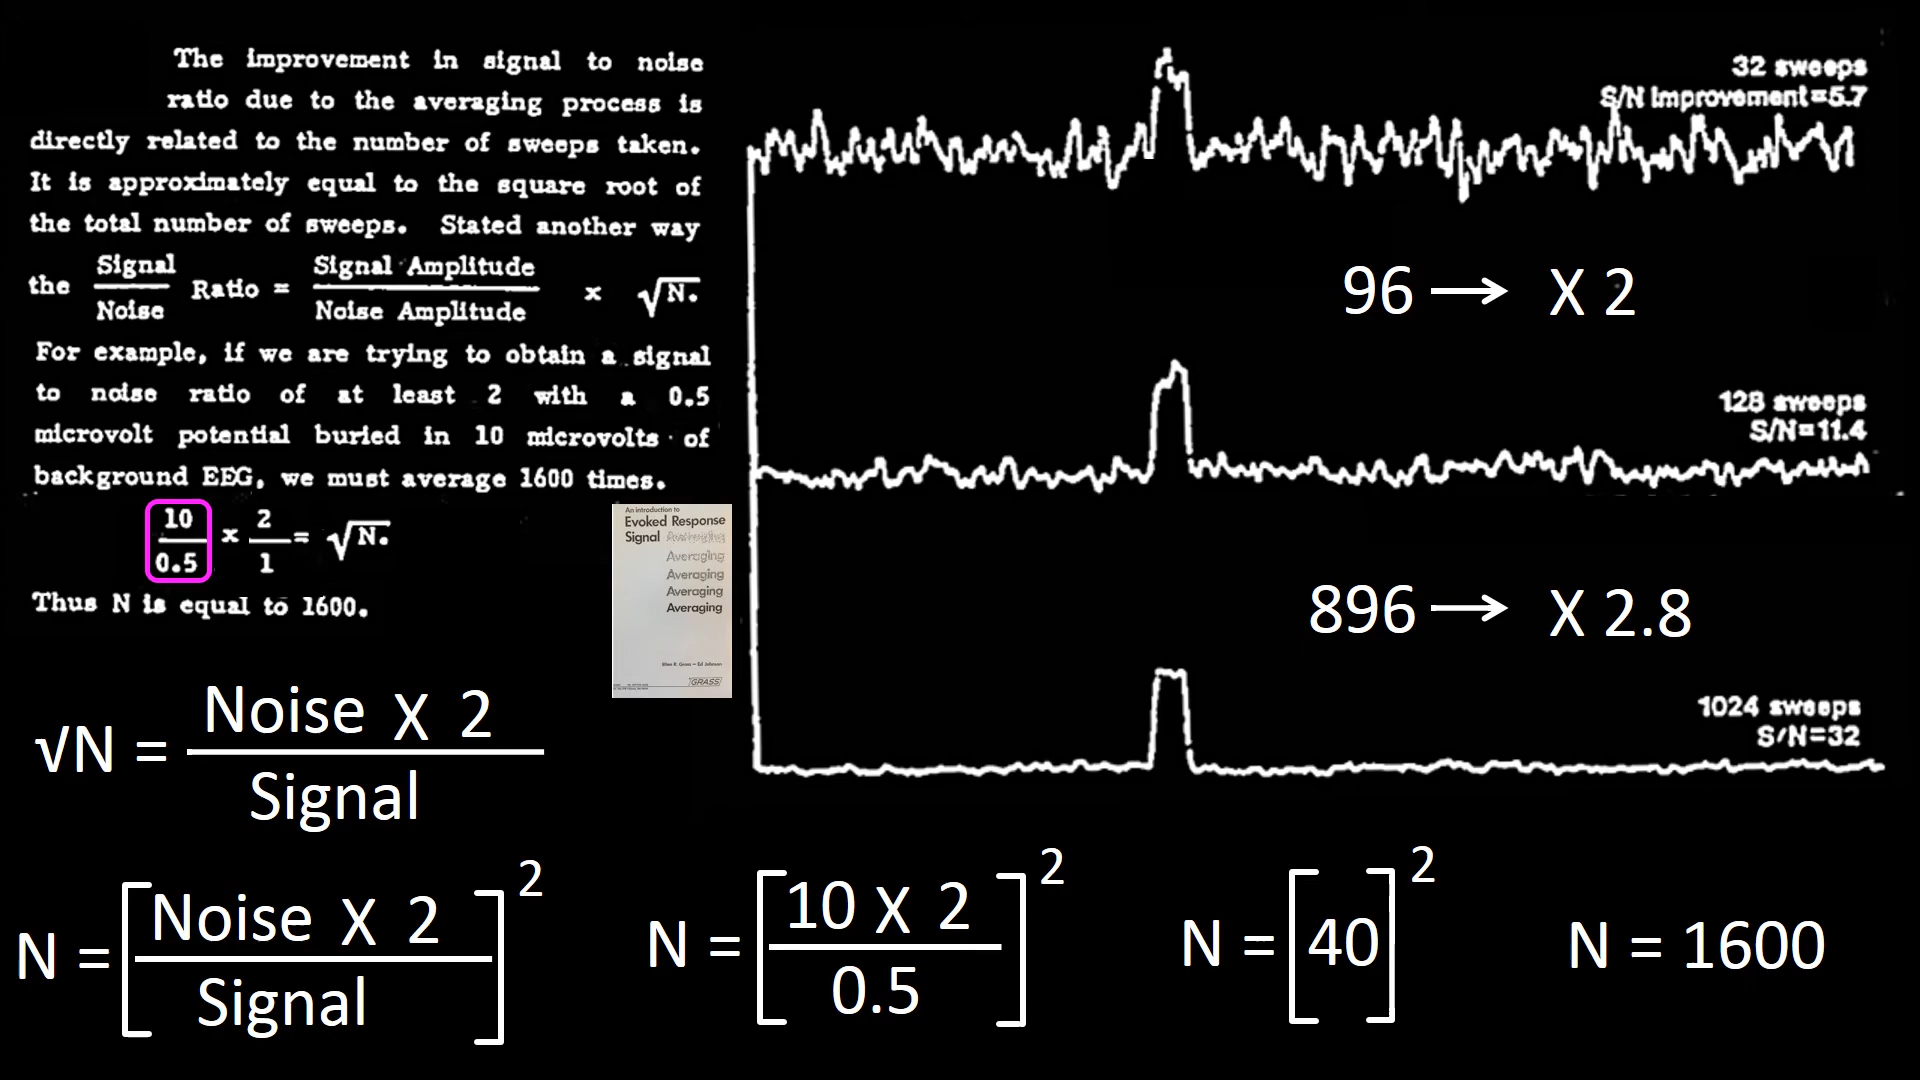 The improvement in signal to noise
ratio due to the averaging process is
directly related to the number of sweeps taken.
It is approximately equal to the square root of
the total number of sweeps. Stated another way
the Signal/Noise Ratio = Signal Amplitude/Noise Amplitude x √N.
For example, if we are trying to obtain a signal
to noise ratio of at least 2 with a 0.5
microvolt potential buried in 10 microvolts of
background EEG, we must average 1600 times.
10/0.5 x 2/1 = √N.
Thus N is equal to 1600.
An introduction to
Evoked Response
Signal Averaging
Averaging
Averaging
Averaging
Averaging
Ellen R. Grass — Ed Johnson
GRASS
32 sweeps
S/N Improvement=5.7
96 → X 2
128 sweeps
S/N=11.4
896 → X 2.8
1024 sweeps
S/N=32
√N = Noise X 2/Signal
N = [Noise X 2/Signal]²
N = [10 X 2/0.5]²
N = [40]²
N = 1600